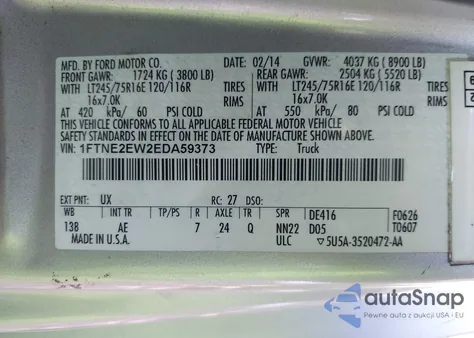 MFD. BY FORD MOTOR CO. 02/14 GVWR: 4037 KG (8900 LB)
FRONT GAWR: 1724 KG (3800 LB) REAR GAWR: 2504 KG (5520 LB)
LT245/75R16E 120/116R TIRES LT245/75R16E 120/116R TIRES
16x7.0K RIMS 16x7.0K RIMS
AT 420 kPa/ 60 PSI COLD AT 550 kPa/ 80 PSI COLD
THIS VEHICLE CONFORMS TO ALL APPLICABLE FEDERAL MOTOR VEHICLE
SAFETY STANDARDS IN EFFECT ON THE DATE OF MANUFACTURE SHOWN ABOVE.
VIN: 1FTNE2EW2EDA59373 TYPE: Truck
EXT PNT: UX RC: 27 DSO:
WB INT TR TP/PS R AXLE TR SPR DE416 F0626
138 AE 7 24 Q NN22 D05 T0607
MADE IN U.S.A. ULC 5U5A-3520472-AA
autoSnap
Pewne auta z aukcji USA i EU